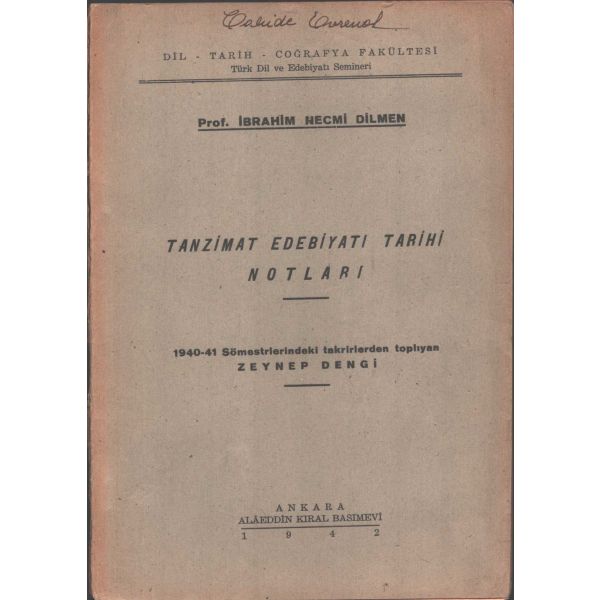 Cahide Evrenol
DİL - TARİH - COĞRAFYA FAKÜLTESİ
Türk Dil ve Edebiyatı Semineri
Prof. İBRAHİM NECMİ DİLMEN
TANZİMAT EDEBİYATI TARİHİ
NOTLARI
1940-41 Sömestrlerindeki takrirlerden toplıyan
ZEYNEP DENGİ
ANKARA
ALÂEDDİN KIRAL BASIMEVİ
1 9 4 2